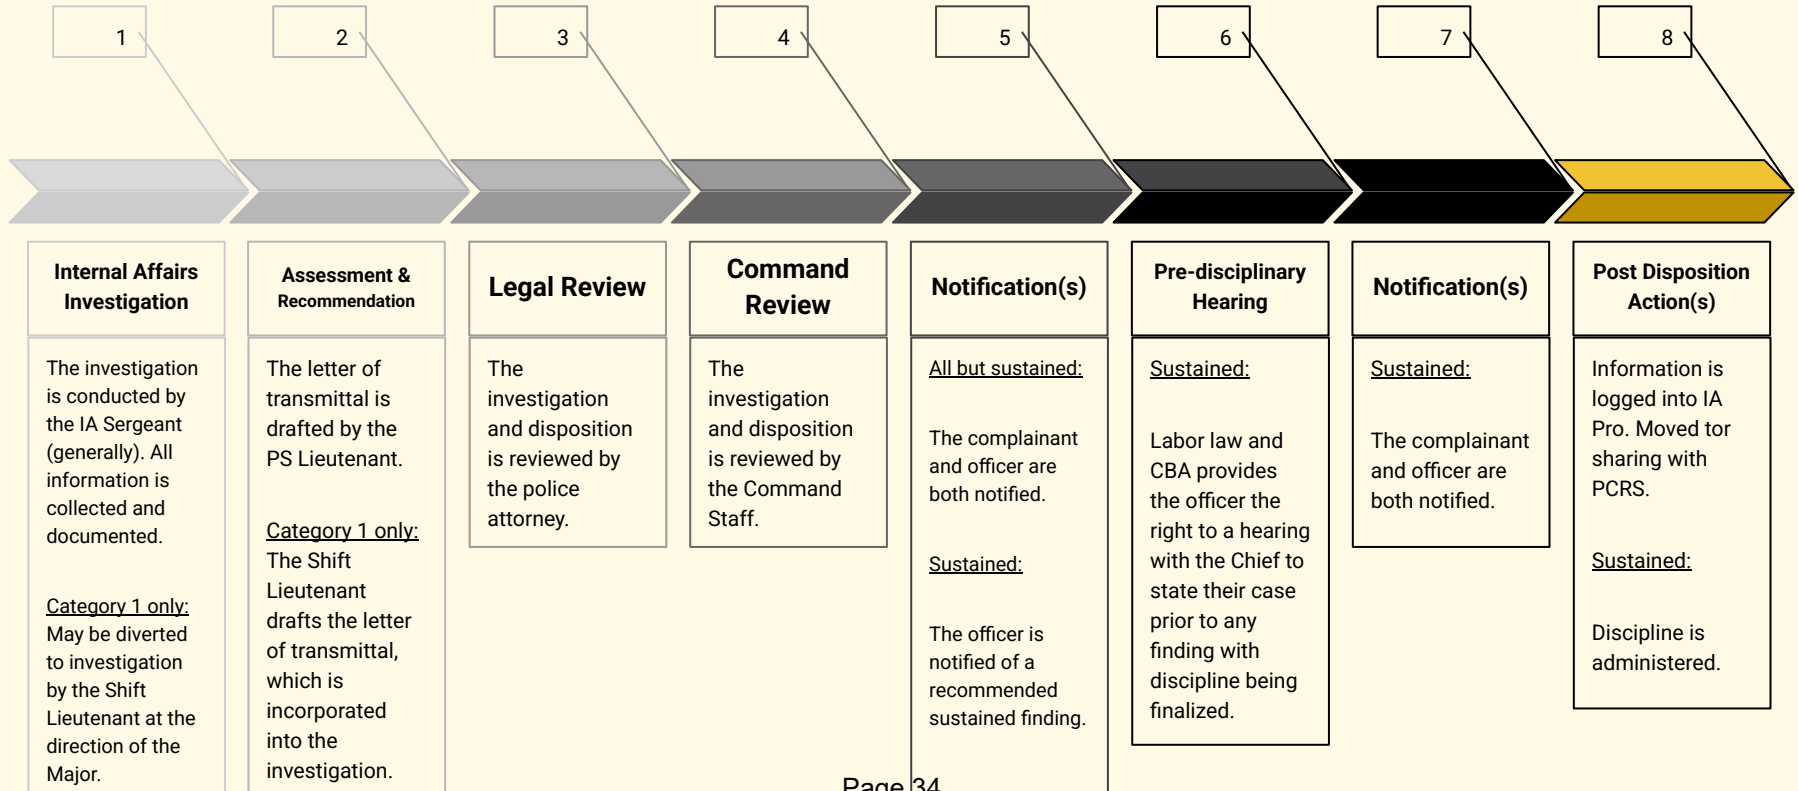 1
2
3
4
5
6
7
8
Internal Affairs
Investigation
The investigation
is conducted by
the IA Sergeant
(generally). All
information is
collected and
documented.
Category 1 only:
May be diverted
to investigation
by the Shift
Lieutenant at the
direction of the
Major.
Assessment &
Recommendation
The letter of
transmittal is
drafted by the
PS Lieutenant.
Category 1 only:
The Shift
Lieutenant
drafts the letter
of transmittal,
which is
incorporated
into the
investigation.
Legal Review
The
investigation
and disposition
is reviewed by
the police
attorney.
Command
Review
The
investigation
and disposition
is reviewed by
the Command
Staff.
Notification(s)
All but sustained:
The complainant
and officer are
both notified.
Sustained:
The officer is
notified of a
recommended
sustained finding.
Pre-disciplinary
Hearing
Sustained:
Labor law and
CBA provides
the officer the
right to a hearing
with the Chief to
state their case
prior to any
finding with
discipline being
finalized.
Notification(s)
Sustained:
The complainant
and officer are
both notified.
Post Disposition
Action(s)
Information is
logged into IA
Pro. Moved tor
sharing with
PCRS.
Sustained:
Discipline is
administered.
Page 34